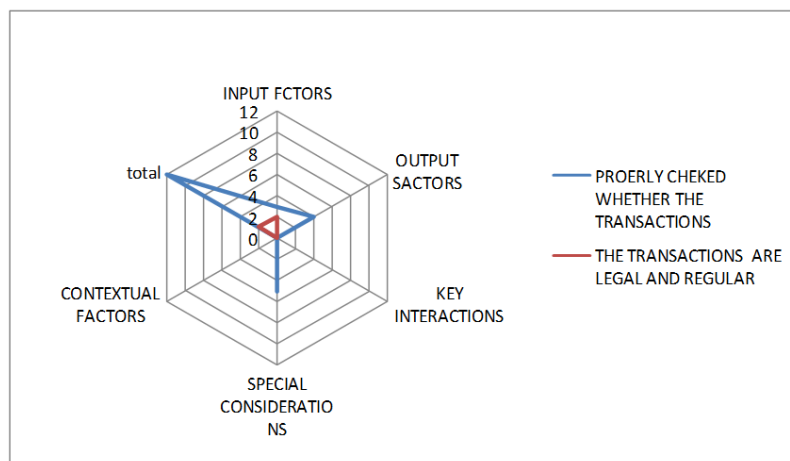 INPUT FCTORS
12
10
8
6
4
2
0
OUTPUT
SACTORS
KEY
INTERACTIONS
SPECIAL
CONSIDERATIO
NS
CONTEXTUAL
FACTORS
total
PROERLY CHEKED
WHETHER THE
TRANSACTIONS
THE TRANSACTIONS ARE
LEGAL AND REGULAR